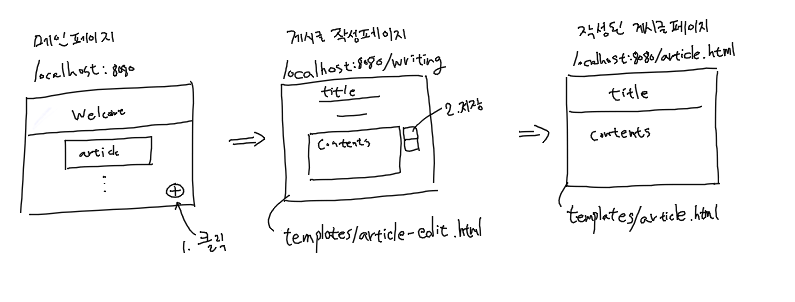 메인페이지
localhost:8080
Welcome
article
1. 클릭
게시글 작성페이지
localhost:8080/writing
title
Contents
2. 저장
templates/article-edit.html
작성된 게시글 페이지
localhost:8080/article.html
title
Contents
templates/article.html